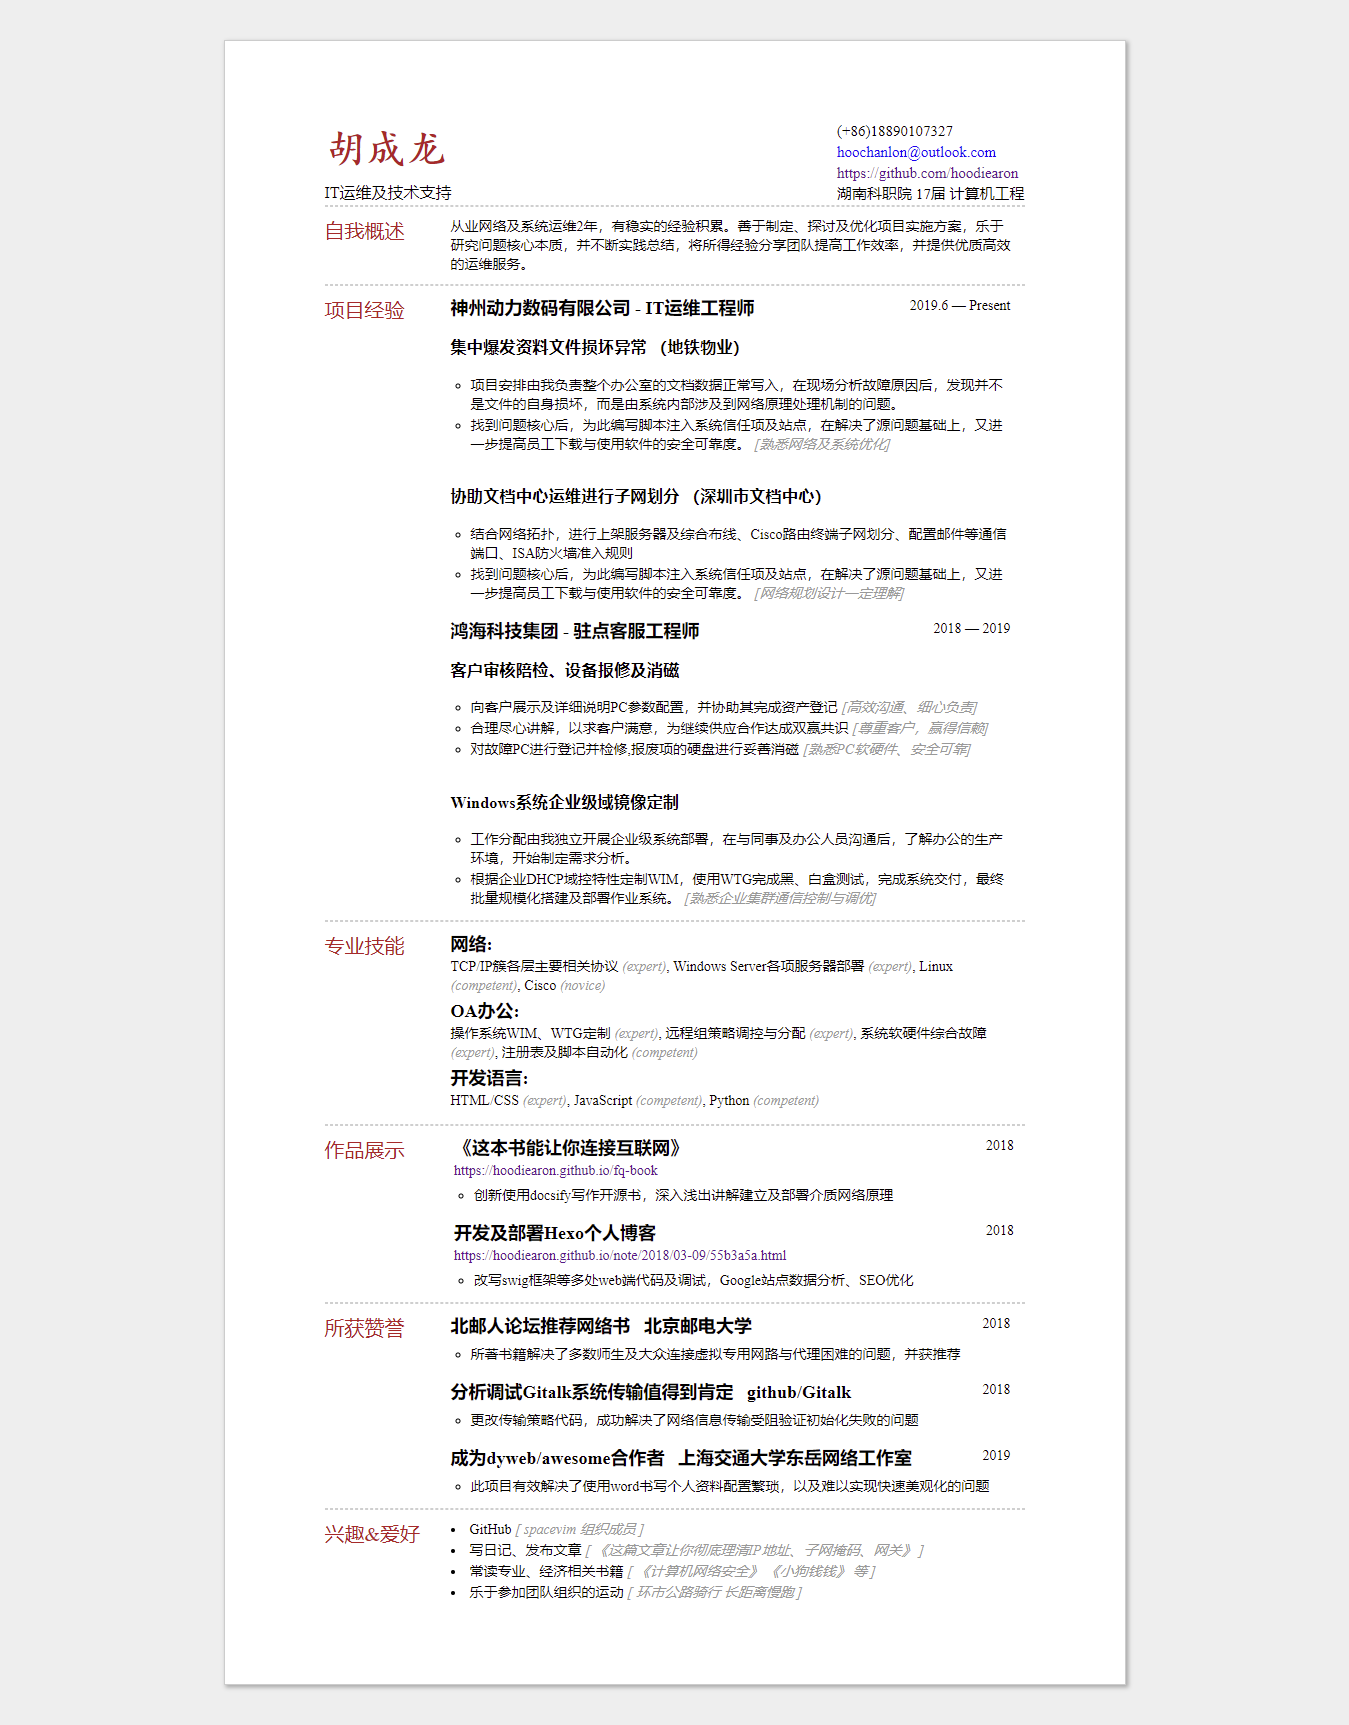 胡成龙
IT运维及技术支持
(+86)18890107327
hoochanlon@outlook.com
https://github.com/hoodiearon
湖南科职院 17届 计算机工程
自我概述
从业网络及系统运维2年，有稳实的经验积累。善于制定、探讨及优化项目实施方案，乐于
研究问题核心本质，并不断实践总结，将所得经验分享团队提高工作效率，并提供优质高效
的运维服务。
项目经验
神州动力数码有限公司 - IT运维工程师 2019.6 — Present
集中爆发资料文件损坏异常 （地铁物业）
项目安排由我负责整个办公室的文档数据正常写入，在现场分析故障原因后，发现并不
是文件的自身损坏，而是由系统内部涉及到网络原理处理机制的问题。
找到问题核心后，为此编写脚本注入系统信任项及站点，在解决了源问题基础上，又进
一步提高员工下载与使用软件的安全可靠度。 [熟悉网络及系统优化]
协助文档中心运维进行子网划分 （深圳市文档中心）
结合网络拓扑，进行上架服务器及综合布线、Cisco路由终端子网划分、配置邮件等通信
端口、ISA防火墙准入规则
找到问题核心后，为此编写脚本注入系统信任项及站点，在解决了源问题基础上，又进
一步提高员工下载与使用软件的安全可靠度。 [网络规划设计一定理解]
鸿海科技集团 - 驻点客服工程师 2018 — 2019
客户审核陪检、设备报修及消磁
向客户展示及详细说明PC参数配置，并协助其完成资产登记 [高效沟通、细心负责]
合理尽心讲解，以求客户满意，为继续供应合作达成双赢共识 [尊重客户，赢得信赖]
对故障PC进行登记并检修,报废项的硬盘进行妥善消磁 [熟悉PC软硬件、安全可靠]
Windows系统企业级域镜像定制
工作分配由我独立开展企业级系统部署，在与同事及办公人员沟通后，了解办公的生产
环境，开始制定需求分析。
根据企业DHCP域控特性定制WIM，使用WTG完成黑、白盒测试，完成系统交付，最终
批量规模化搭建及部署作业系统。 [熟悉企业集群通信控制与调优]
专业技能
网络:
TCP/IP簇各层主要相关协议 (expert), Windows Server各项服务器部署 (expert), Linux
(competent), Cisco (novice)
OA办公:
操作系统WIM、WTG定制 (expert), 远程组策略调控与分配 (expert), 系统软硬件综合故障
(expert), 注册表及脚本自动化 (competent)
开发语言:
HTML/CSS (expert), JavaScript (competent), Python (competent)
作品展示
《这本书能让你连接互联网》 2018
https://hoodiearon.github.io/fq-book
创新使用docsify写作开源书，深入浅出讲解建立及部署介质网络原理
开发及部署Hexo个人博客 2018
https://hoodiearon.github.io/note/2018/03-09/55b3a5a.html
改写swig框架等多处web端代码及调试，Google站点数据分析、SEO优化
所获赞誉
北邮人论坛推荐网络书 北京邮电大学 2018
所著书籍解决了多数师生及大众连接虚拟专用网路与代理困难的问题，并获推荐
分析调试Gitalk系统传输值得到肯定 github/Gitalk 2018
更改传输策略代码，成功解决了网络信息传输受阻验证初始化失败的问题
成为dyweb/awesome合作者 上海交通大学东岳网络工作室 2019
此项目有效解决了使用word书写个人资料配置繁琐，以及难以实现快速美观化的问题
兴趣&爱好
GitHub [ spacevim 组织成员 ]
写日记、发布文章 [ 《这篇文章让你彻底理清IP地址、子网掩码、网关》 ]
常读专业、经济相关书籍 [ 《计算机网络安全》 《小狗钱钱》 等 ]
乐于参加团队组织的运动 [ 环市公路骑行 长距离慢跑 ]